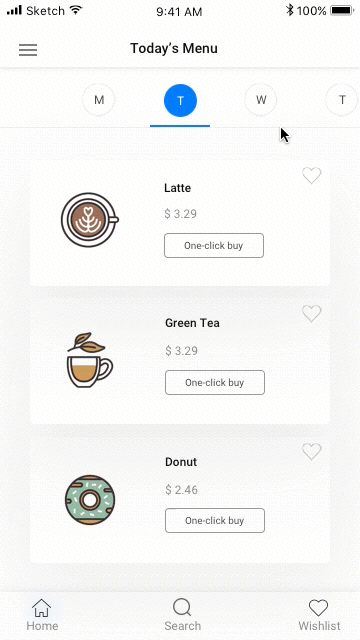 Sketch 9:41 AM 100%
Today’s Menu
M T W T
Latte
$ 3.29
One-click buy
Green Tea
$ 3.29
One-click buy
Donut
$ 2.46
One-click buy
Home Search Wishlist